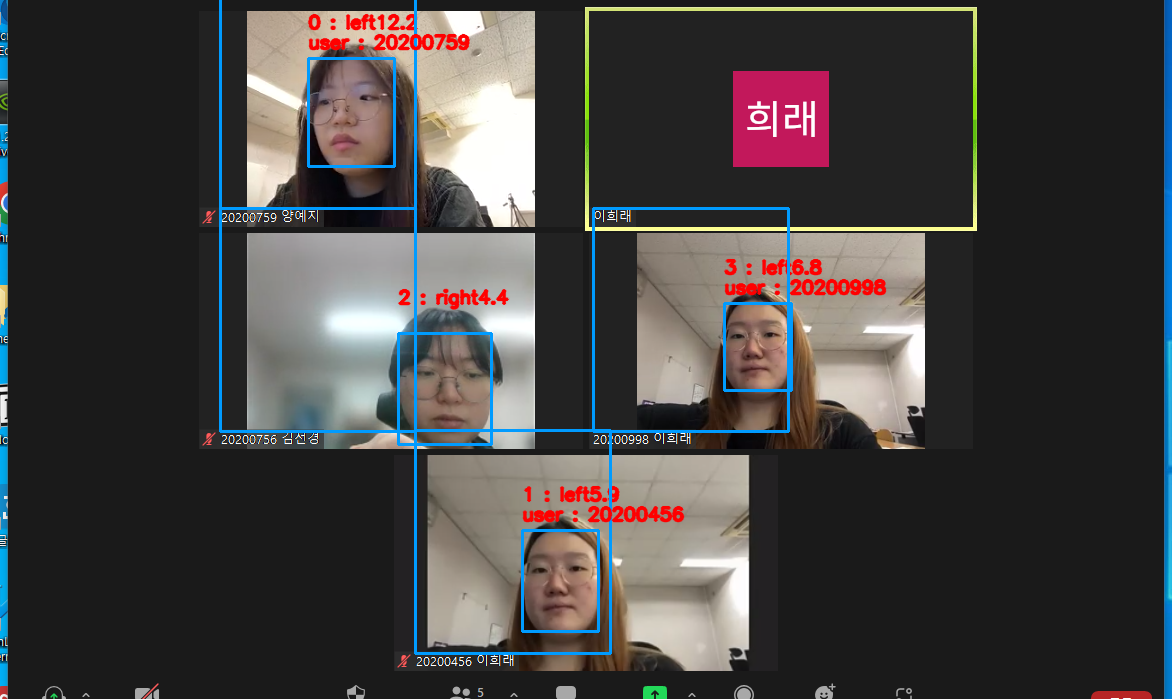 0 : left12.2
user : 20200759
희래
20200759 양예지
이희래
2 : right4.4
3 : left6.8
user : 20200998
20200756 김선경
20200998 이희래
1 : left5.9
user : 20200456
20200456 이희래
5